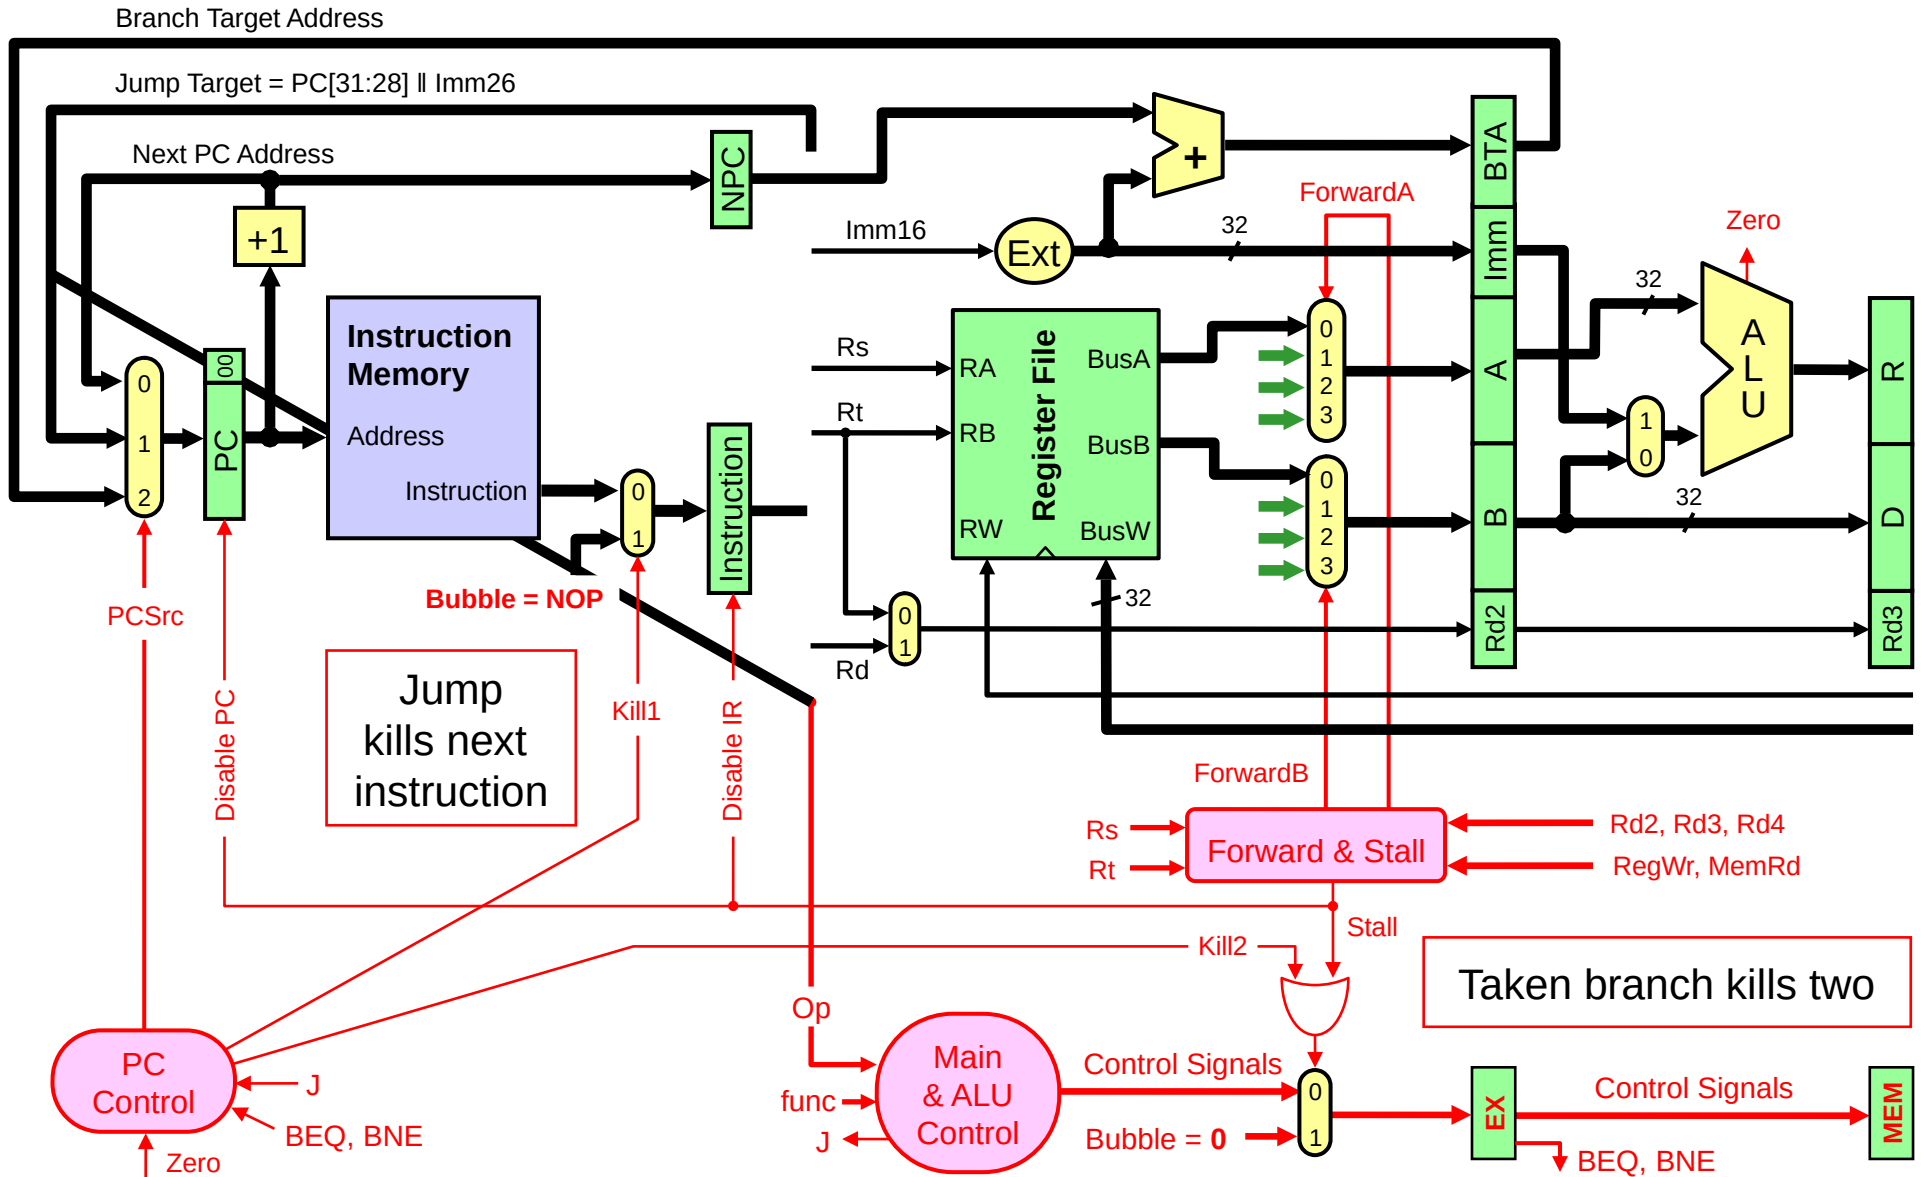 Branch Target Address
Jump Target = PC[31:28] ‖ Imm26
Next PC Address
NPC
+
BTA
ForwardA
+1
Imm16
Ext
32
Imm
Zero
32
Instruction
Memory
Address
Instruction
00
PC
0
1
2
Rs
Rt
RA
RB
RW
Register File
BusA
BusB
BusW
0
1
2
3
0
1
2
3
A
B
A
L
U
R
D
1
0
32
0
1
Instruction
Bubble = NOP
32
0
1
Rd
Rd2
Rd3
PCSrc
Disable PC
Jump
kills next
instruction
Kill1
Disable IR
ForwardB
Rs
Rt
Forward & Stall
Rd2, Rd3, Rd4
RegWr, MemRd
Kill2
Stall
Taken branch kills two
Op
PC
Control
J
BEQ, BNE
Zero
func
J
Main
& ALU
Control
Control Signals
Bubble = 0
0
1
EX
Control Signals
MEM
BEQ, BNE